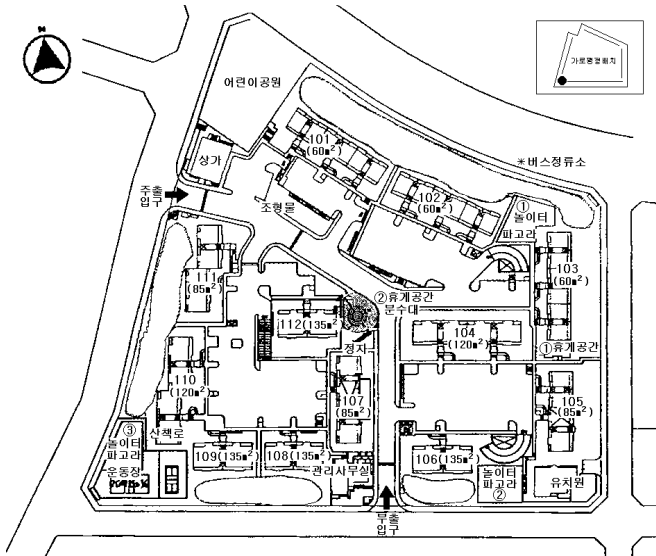 N
가로명경배치
어린이공원
101
(60㎡)
상가
*버스정류소
주출
입구
조형물
102
(60㎡)
①
놀이터
파고라
103
(60㎡)
111
(85㎡)
②휴게공간
분수대
112(135㎡)
104
(120㎡)
정자
①휴게공간
110
(120㎡)
107
(85㎡)
105
(85㎡)
③
놀이터
파고라
산책로
운동장
109(135㎡)
108(135㎡)
관리사무실
106(135㎡)
놀이터
파고라
②
유치원
부출
입구